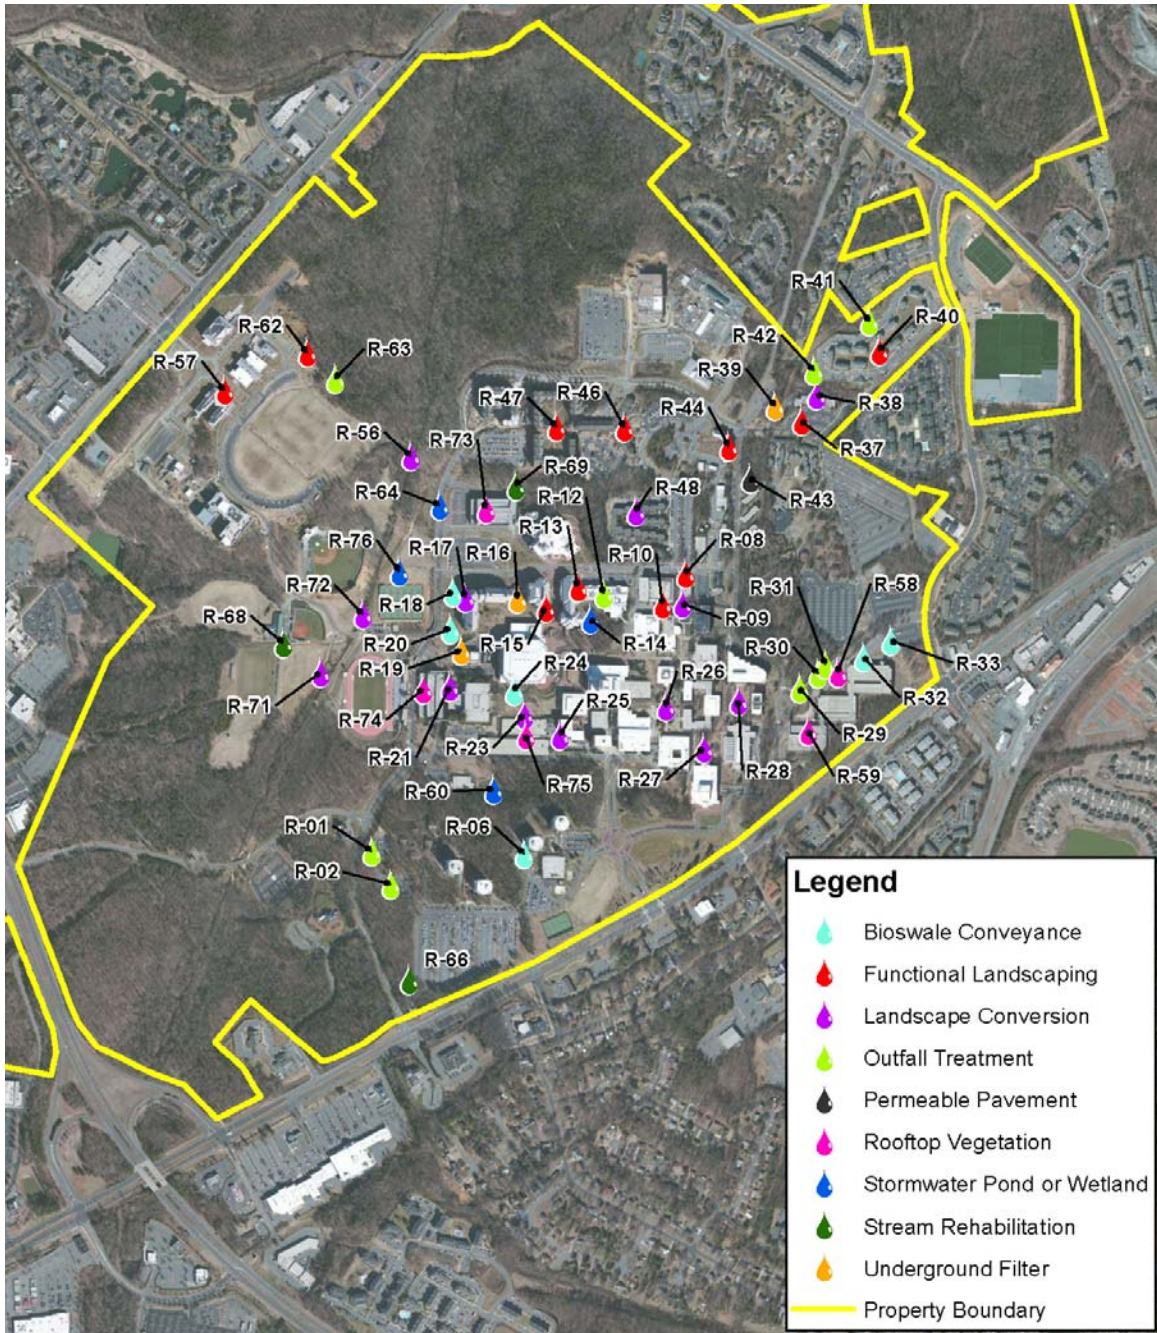 R-41
R-62
R-40
R-57
R-63
R-42
R-39
R-47
R-46
R-44
R-38
R-56
R-73
R-37
R-69
R-64
R-12
R-48
R-43
R-13
R-76
R-17
R-16
R-10
R-08
R-31
R-58
R-72
R-18
R-68
R-20
R-15
R-14
R-09
R-30
R-33
R-19
R-24
R-26
R-32
R-71
R-74
R-25
R-21
R-23
R-29
R-75
R-27
R-28
R-59
R-60
R-01
R-06
R-02
R-66
Legend
Bioswale Conveyance
Functional Landscaping
Landscape Conversion
Outfall Treatment
Permeable Pavement
Rooftop Vegetation
Stormwater Pond or Wetland
Stream Rehabilitation
Underground Filter
Property Boundary